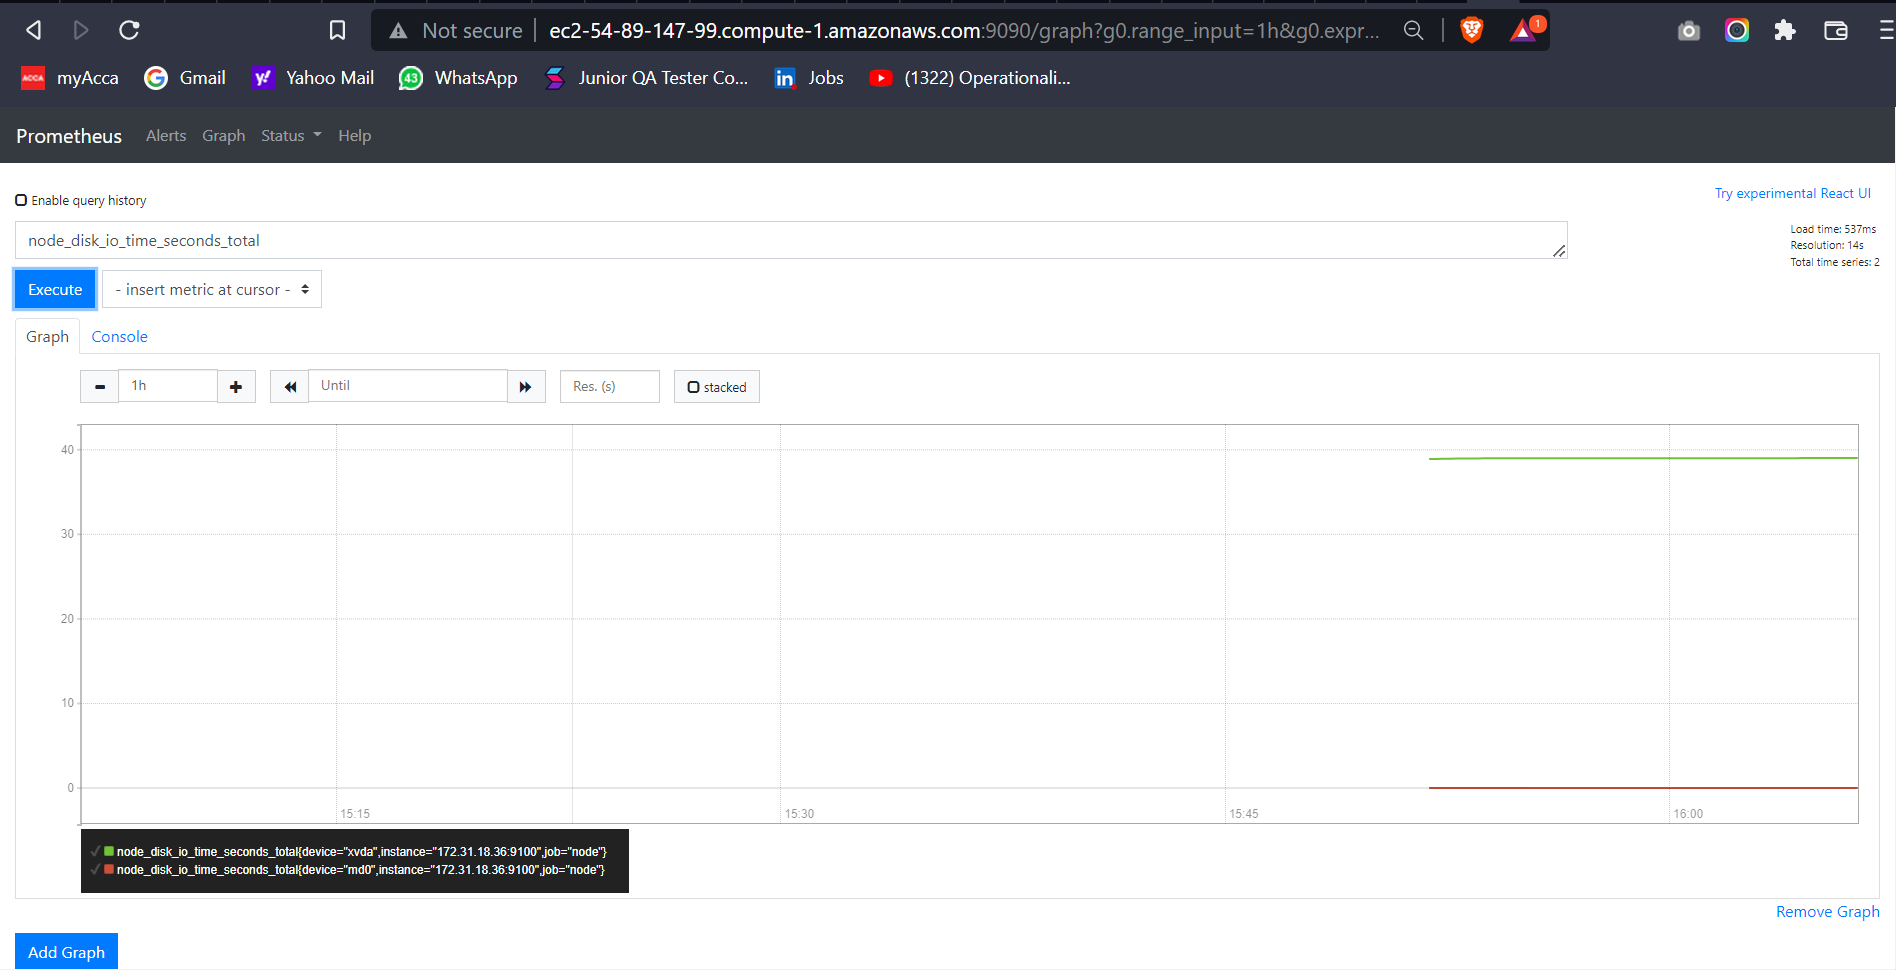 Not secure ec2-54-89-147-99.compute-1.amazonaws.com:9090/graph?g0.range_input=1h&g0.expr... 1
ACCA myAcca Gmail Yahoo Mail 43 WhatsApp Junior QA Tester Co... in Jobs (1322) Operationali...
Prometheus Alerts Graph Status Help
Try experimental React UI
Enable query history
node_disk_io_time_seconds_total
Load time: 537ms
Resolution: 14s
Total time series: 2
Execute - insert metric at cursor -
Graph Console
1h Until Res. (s) stacked
40
30
20
10
0
15:15 15:30 15:45 16:00
node_disk_io_time_seconds_total{device="xvda",instance="172.31.18.36:9100",job="node"}
node_disk_io_time_seconds_total{device="md0",instance="172.31.18.36:9100",job="node"}
Remove Graph
Add Graph